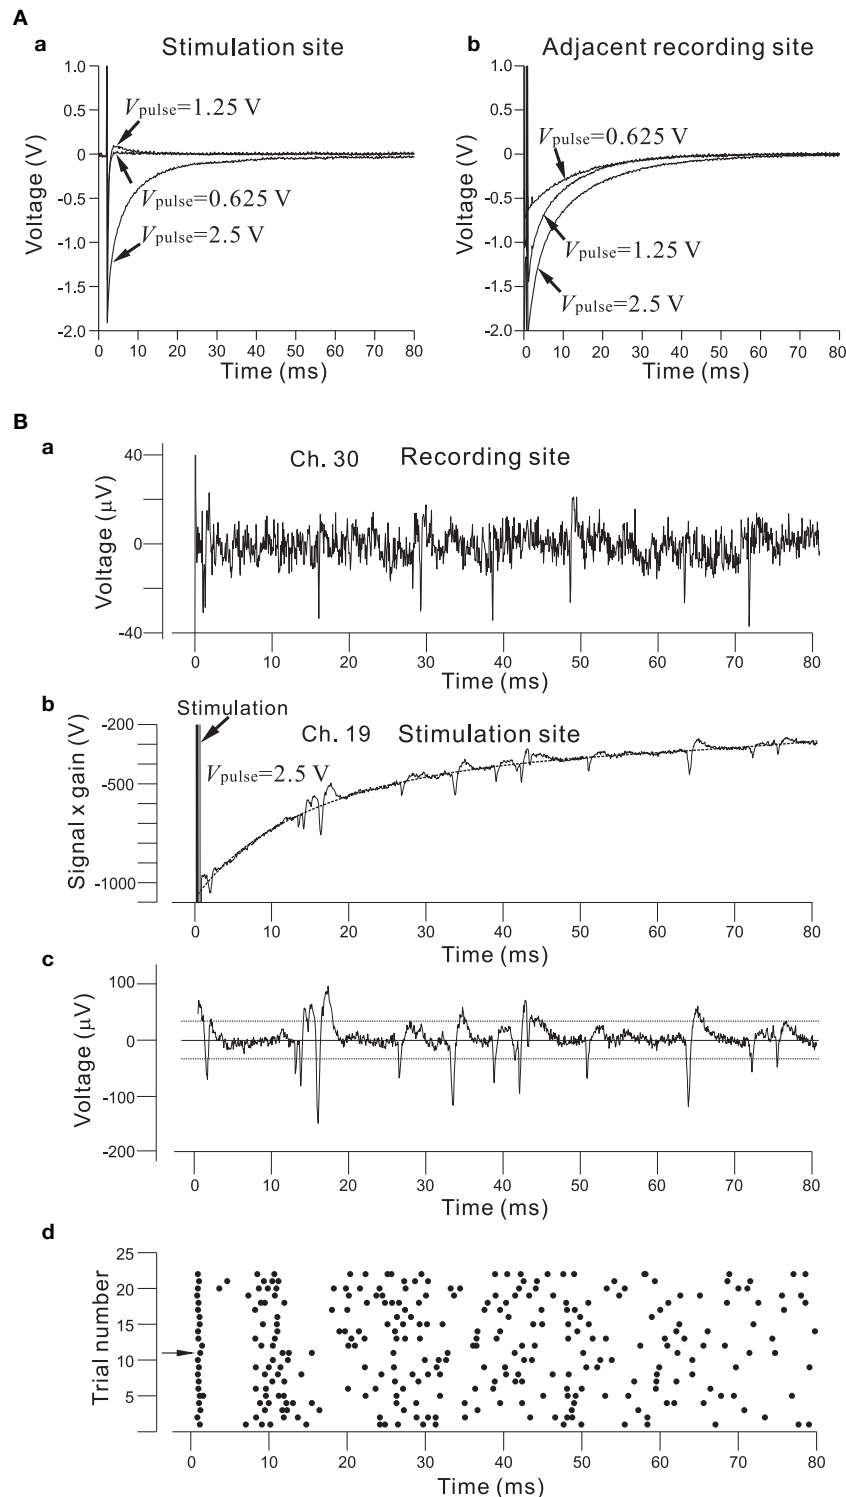 A
a Stimulation site
1.0
0.5
0
-0.5
-1.0
-1.5
-2.0
Voltage (V)
Vpulse=1.25 V
Vpulse=0.625 V
Vpulse=2.5 V
0 10 20 30 40 50 60 70 80
Time (ms)
b Adjacent recording site
1.0
0.5
0
-0.5
-1.0
-1.5
-2.0
Voltage (V)
Vpulse=0.625 V
Vpulse=1.25 V
Vpulse=2.5 V
0 10 20 30 40 50 60 70 80
Time (ms)
B
a
Ch. 30 Recording site
40
0
-40
Voltage (μV)
0 10 20 30 40 50 60 70 80
Time (ms)
b
Stimulation
Ch. 19 Stimulation site
Vpulse=2.5 V
-200
-500
-1000
Signal x gain (V)
0 10 20 30 40 50 60 70 80
Time (ms)
c
100
0
-100
-200
Voltage (μV)
0 10 20 30 40 50 60 70 80
Time (ms)
d
25
20
15
10
5
Trial number
0 10 20 30 40 50 60 70 80
Time (ms)